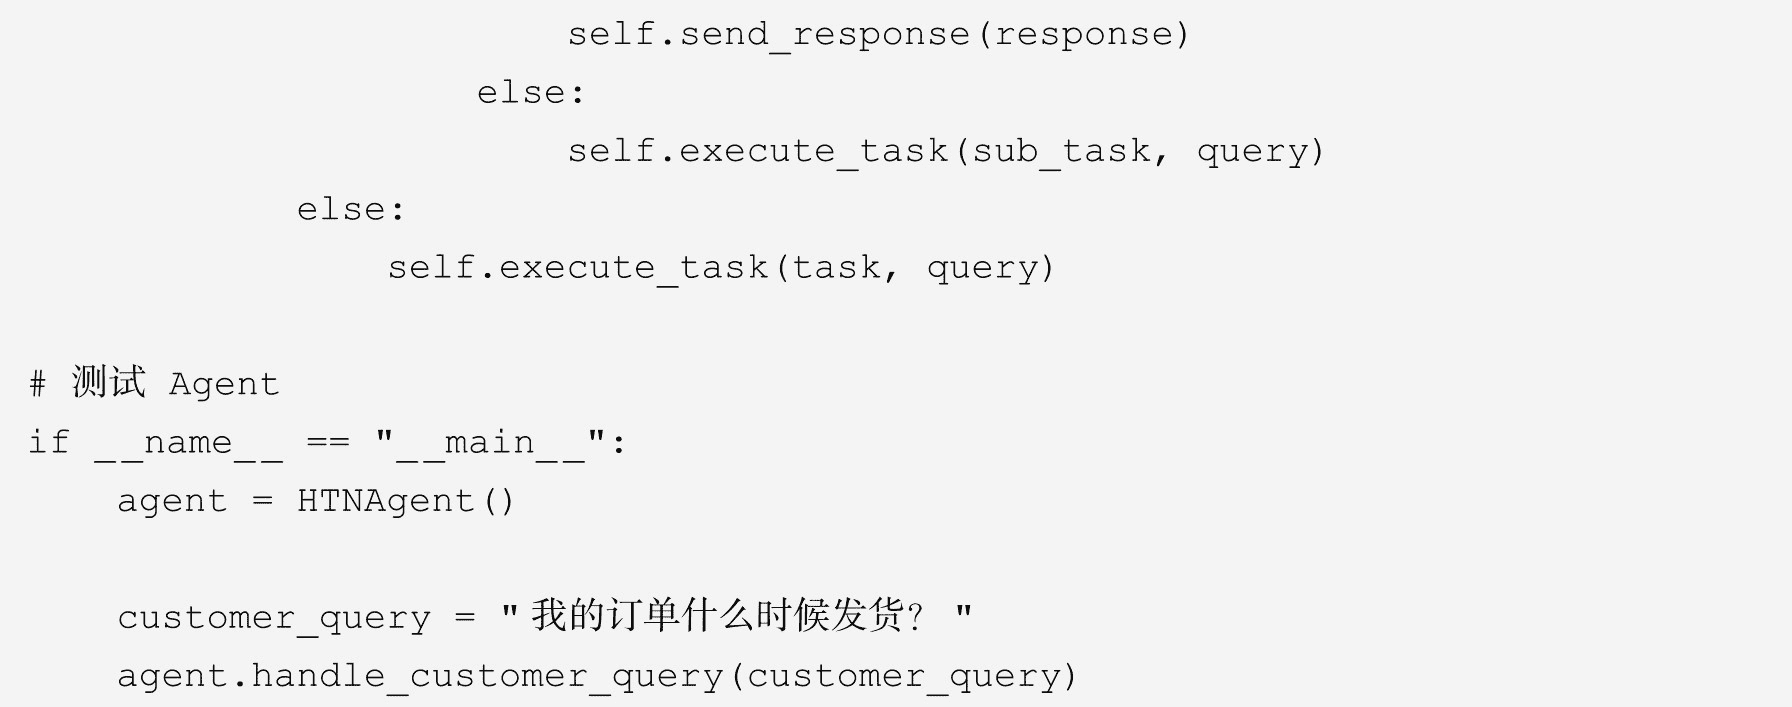 self.send_response(response)
                    else:
                        self.execute_task(sub_task, query)
            else:
                self.execute_task(task, query)

# 测试 Agent
if __name__ == "__main__":
    agent = HTNAgent()

    customer_query = "我的订单什么时候发货？"
    agent.handle_customer_query(customer_query)